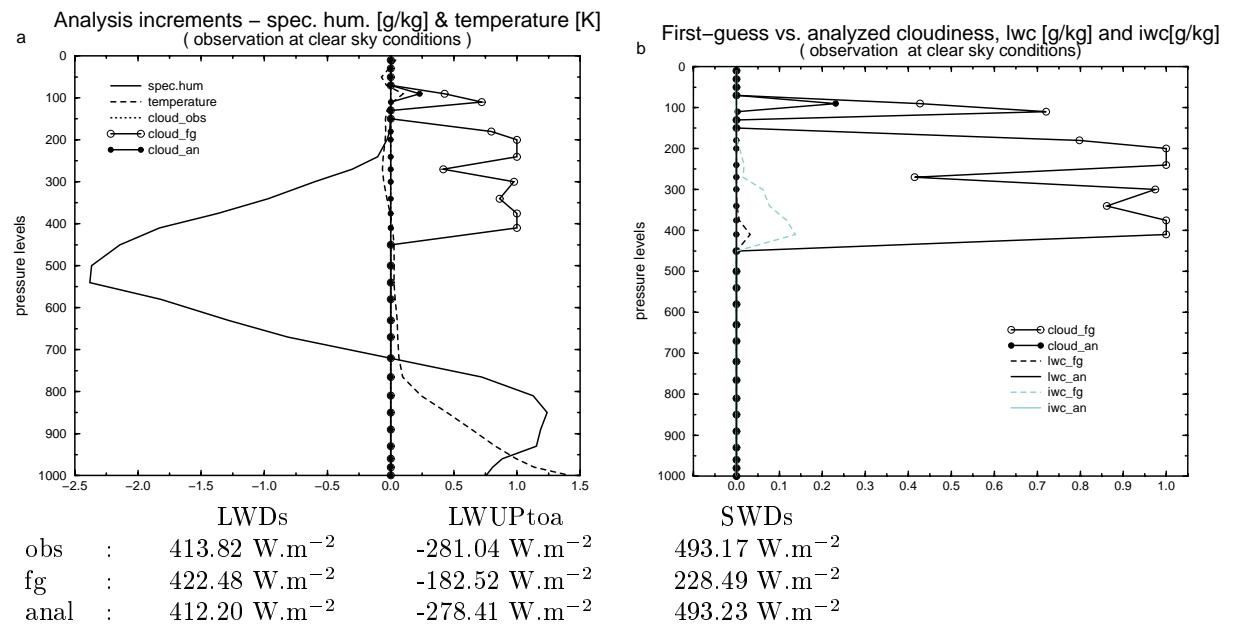 a
Analysis increments – spec. hum. [g/kg] & temperature [K]
( observation at clear sky conditions )
pressure levels
0
100
200
300
400
500
600
700
800
900
1000
spec.hum
temperature
cloud_obs
cloud_fg
cloud_an
−2.5 −2.0 −1.5 −1.0 −0.5 0.0 0.5 1.0 1.5
b
First−guess vs. analyzed cloudiness, lwc [g/kg] and iwc[g/kg]
( observation at clear sky conditions)
pressure levels
0
100
200
300
400
500
600
700
800
900
1000
cloud_fg
cloud_an
lwc_fg
lwc_an
iwc_fg
iwc_an
0.0 0.1 0.2 0.3 0.4 0.5 0.6 0.7 0.8 0.9 1.0
LWDs LWUPtoa SWDs
obs : 413.82 W.m−2 -281.04 W.m−2 493.17 W.m−2
fg : 422.48 W.m−2 -182.52 W.m−2 228.49 W.m−2
anal : 412.20 W.m−2 -278.41 W.m−2 493.23 W.m−2